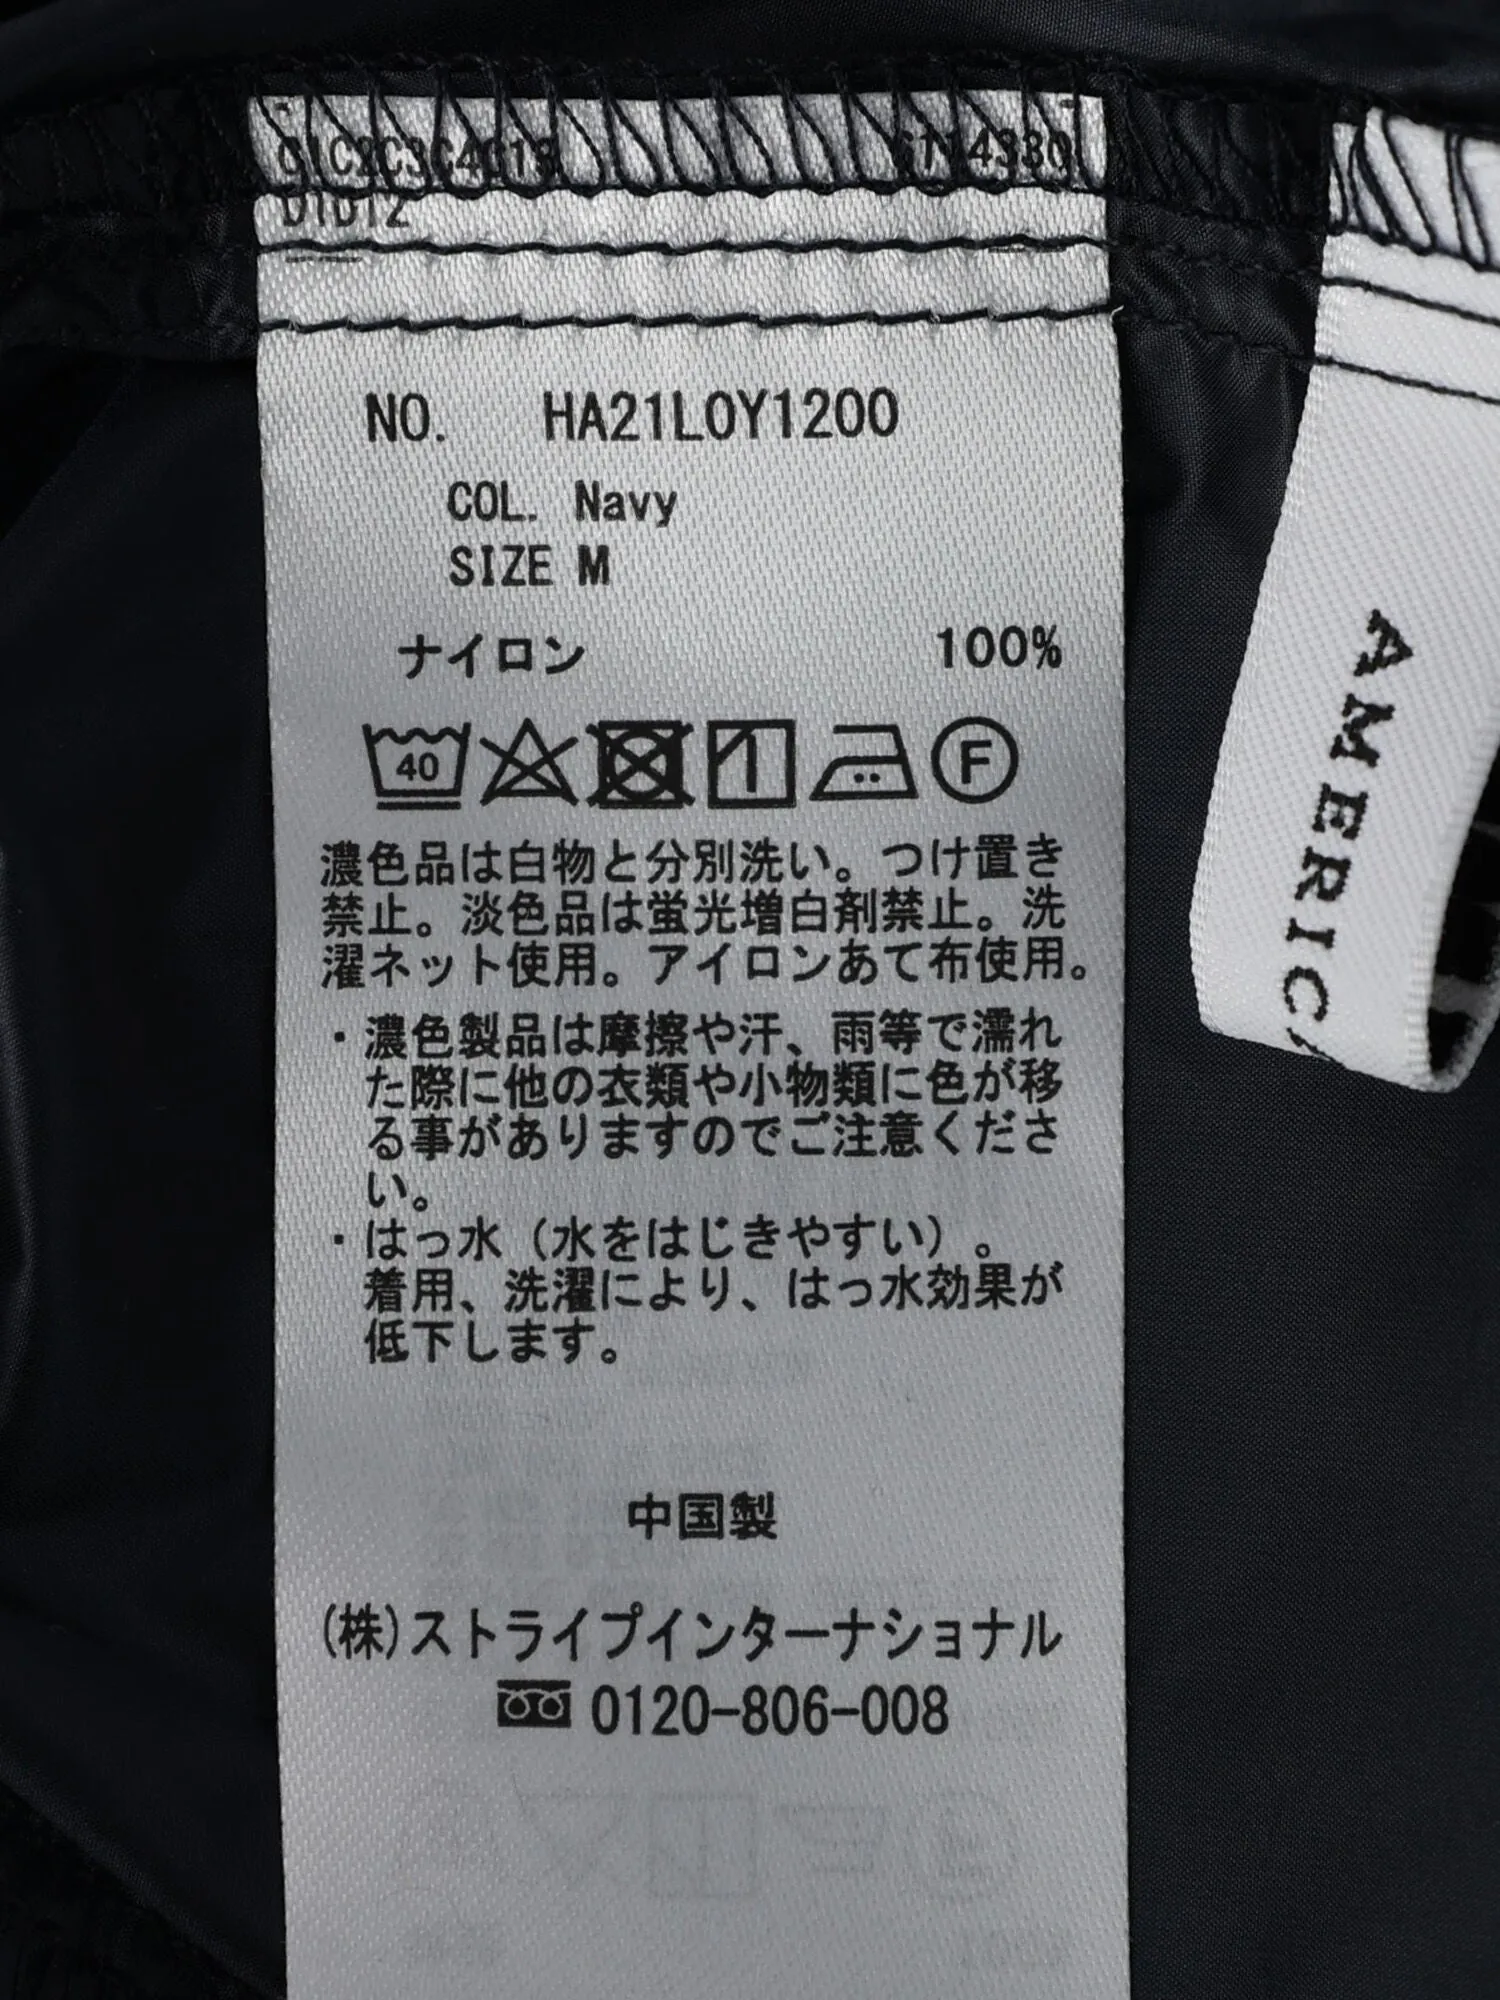 D1D12
NO. HA21L0Y1200
COL. Navy
SIZE M
ナイロン 100%
40
F
濃色品は白物と分別洗い。つけ置き
禁止。淡色品は蛍光増白剤禁止。洗
濯ネット使用。アイロンあて布使用。
・濃色製品は摩擦や汗、雨等で濡れ
た際に他の衣類や小物類に色が移
る事がありますのでご注意くださ
い。
・はっ水（水をはじきやすい）。
着用、洗濯により、はっ水効果が
低下します。
中国製
(株)ストライプインターナショナル
0120-806-008
AMERICA